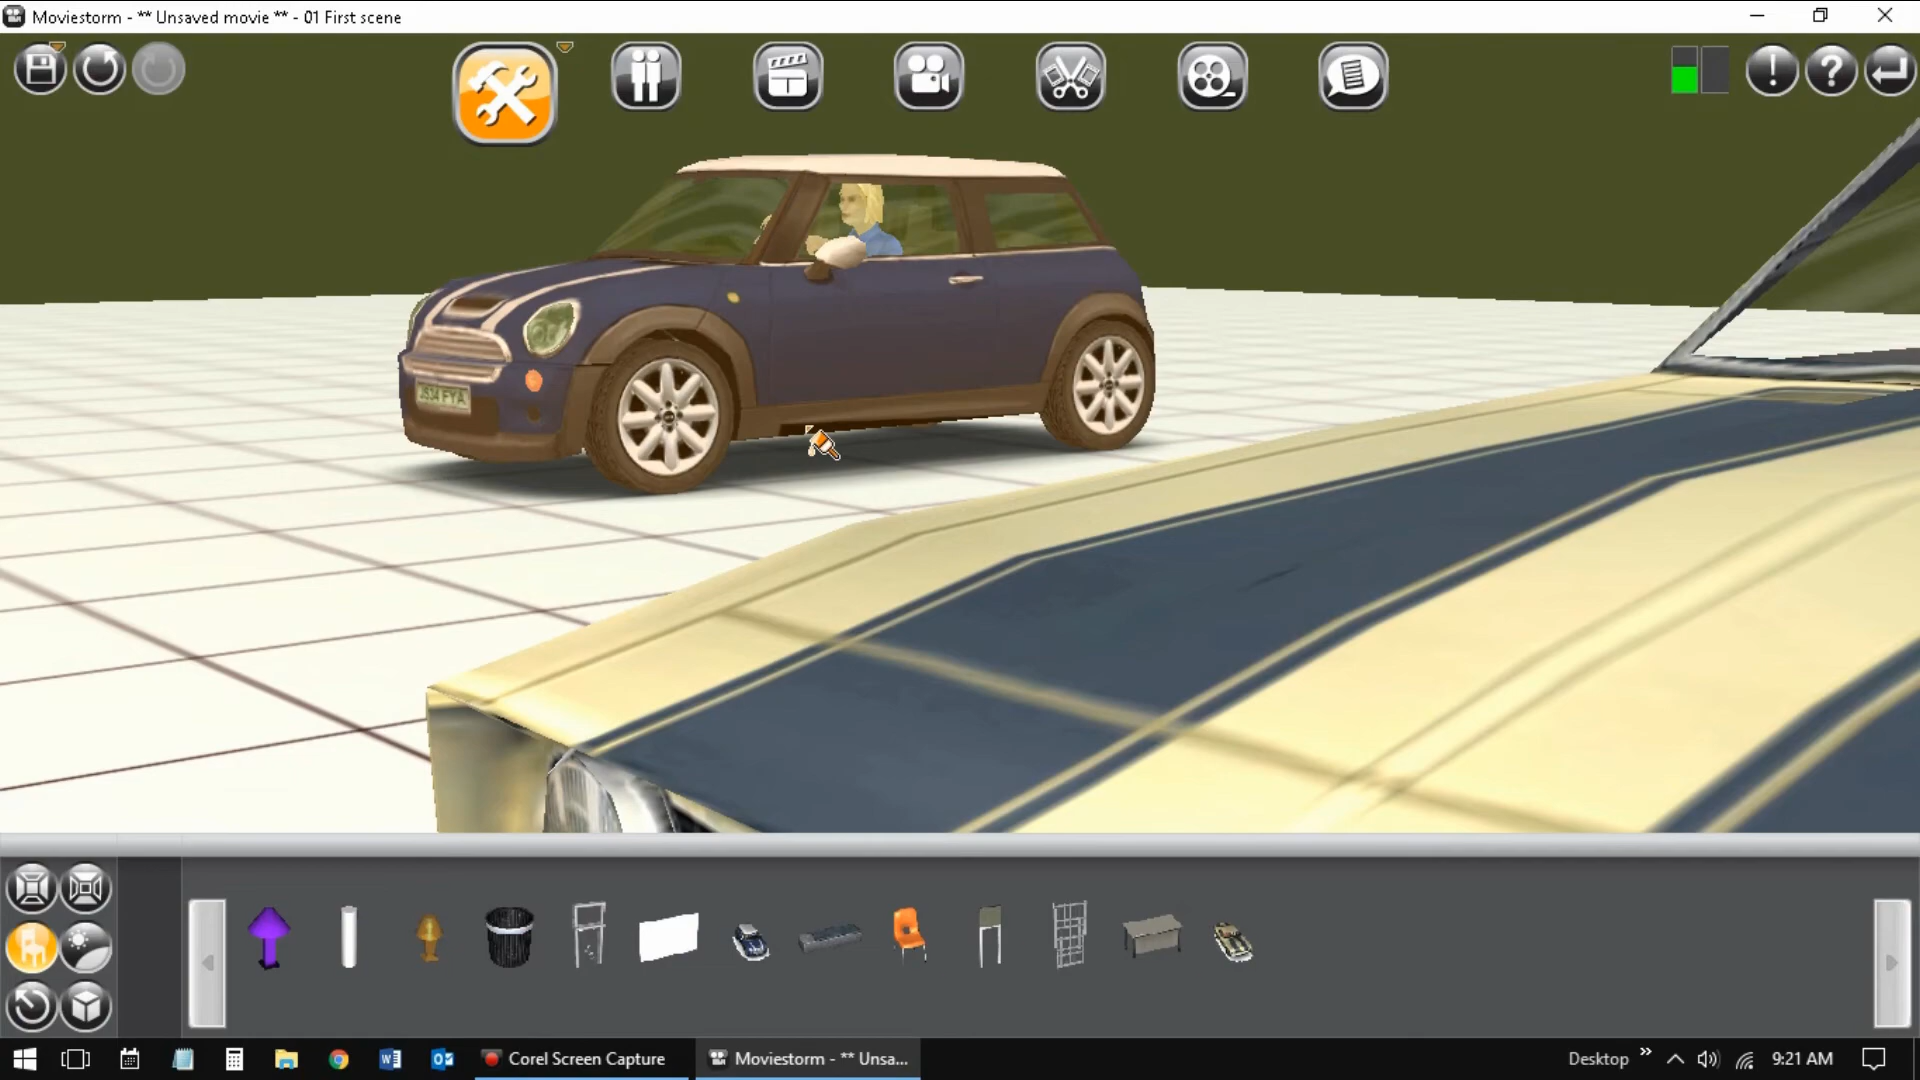 Moviestorm - ** Unsaved movie ** - 01 First scene
Corel Screen Capture
Moviestorm - ** Unsa...
Desktop
9:21 AM